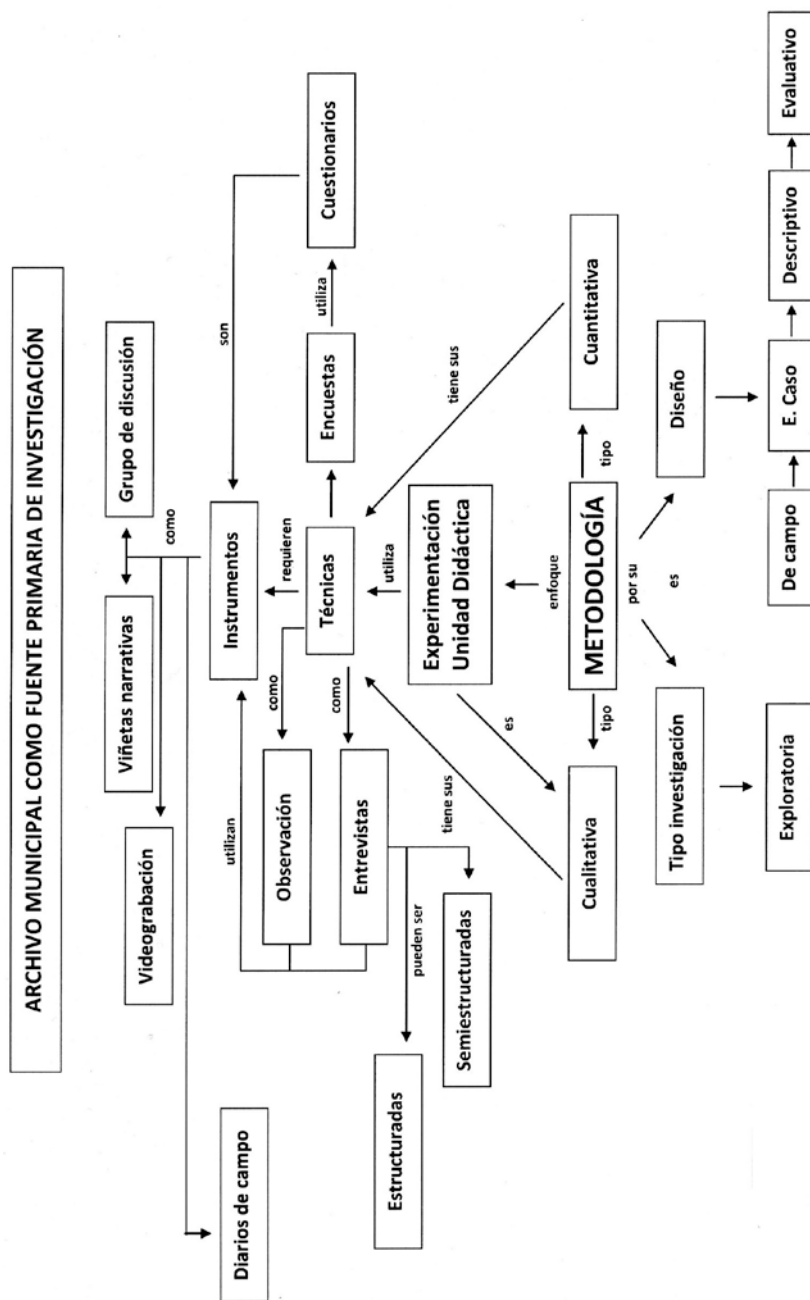 ARCHIVO MUNICIPAL COMO FUENTE PRIMARIA DE INVESTIGACIÓN
Grupo de discusión
Viñetas narrativas
Videograbación
Diarios de campo
como
son
Instrumentos
utilizan
requieren
Cuestionarios
utiliza
Encuestas
Técnicas
como
Observación
como
Entrevistas
pueden ser
Estructuradas
Semiestructuradas
tiene sus
tiene sus
utiliza
Experimentación
Unidad Didáctica
es
enfoque
Cuantitativa
tipo
METODOLOGÍA
tipo
Cualitativa
por su
es
Diseño
Tipo investigación
Exploratoria
De campo
E. Caso
Descriptivo
Evaluativo